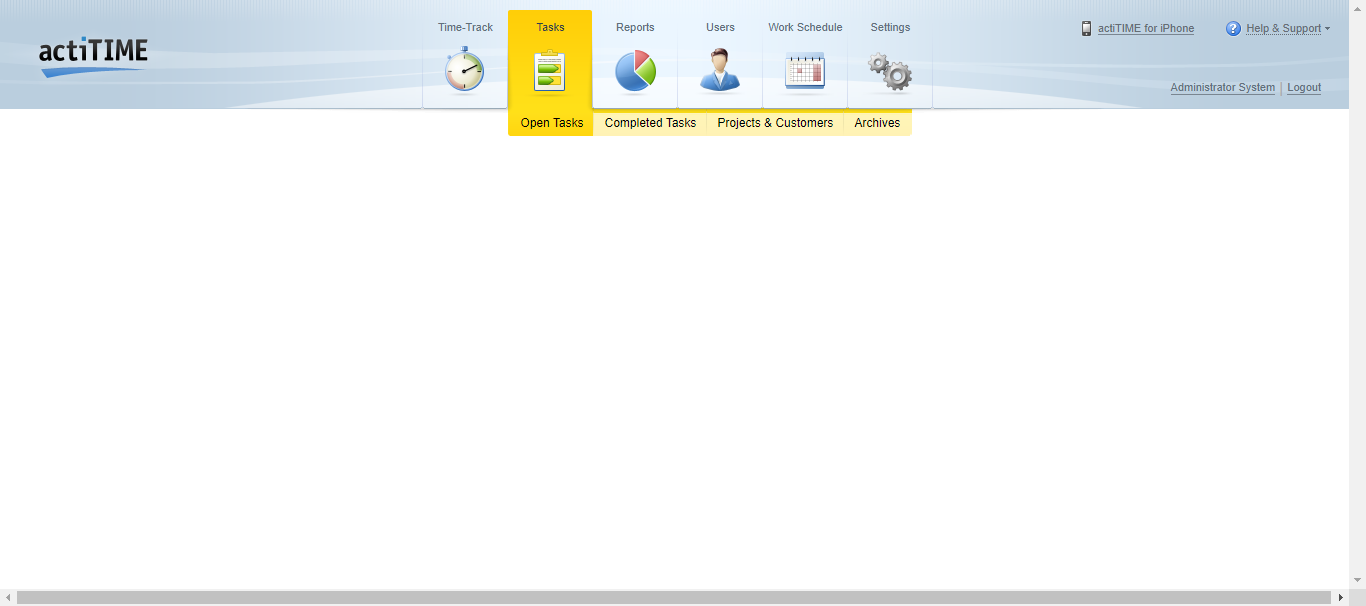 actiTIME
Time-Track
Tasks
Reports
Users
Work Schedule
Settings
actiTIME for iPhone
? Help & Support
Administrator System
Logout
Open Tasks
Completed Tasks
Projects & Customers
Archives